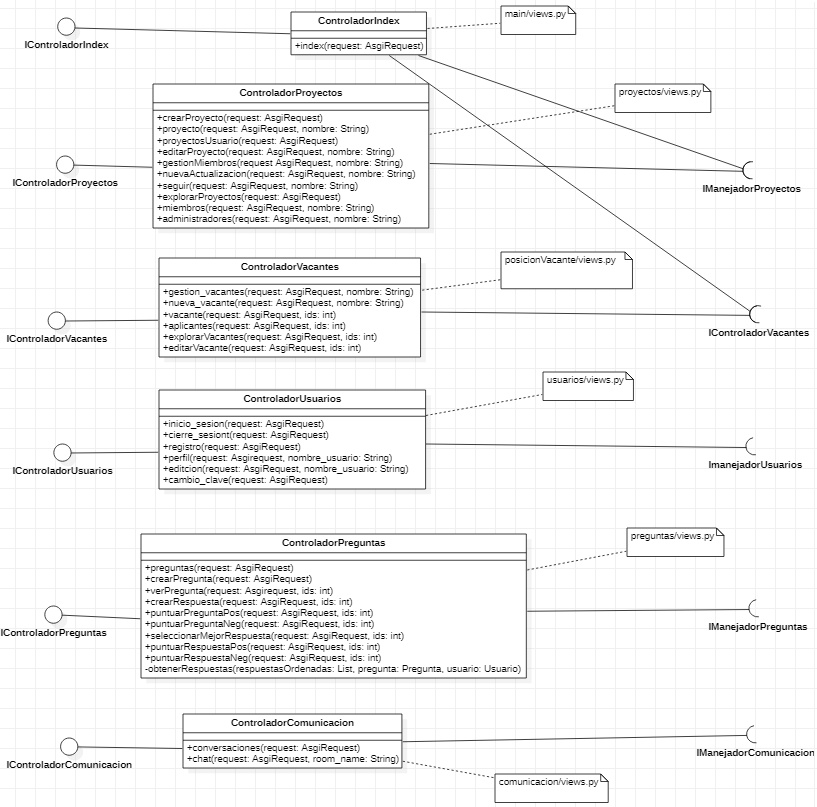 ControladorIndex
main/views.py
IControladorIndex
+index(request: AsgiRequest)
ControladorProyectos
proyectos/views.py
+crearProyecto(request: AsgiRequest)
+proyecto(request: AsgiRequest, nombre: String)
+proyectosUsuario(request: AsgiRequest)
+editarProyecto(request: AsgiRequest, nombre: String)
+gestionMiembros(request AsgiRequest, nombre: String)
+nuevaActualizacion(request: AsgiRequest, nombre: String)
+seguir(request: AsgiRequest, nombre: String)
+explorarProyectos(request: AsgiRequest)
+miembros(request: AsgiRequest, nombre: String)
+administradores(request: AsgiRequest, nombre: String)
IControladorProyectos
IManejadorProyectos
ControladorVacantes
posicionVacante/views.py
+gestion_vacantes(request: AsgiRequest, nombre: String)
+nueva_vacante(request: AsgiRequest, nombre: String)
+vacante(request: AsgiRequest, ids: int)
+aplicantes(request: AsgiRequest, ids: int)
+explorarVacantes(request: AsgiRequest, ids: int)
+editarVacante(request: AsgiRequest, ids: int)
IControladorVacantes
IControladorVacantes
ControladorUsuarios
usuarios/views.py
+inicio_sesion(request: AsgiRequest)
+cierre_sesiont(request: AsgiRequest)
+registro(request: AsgiRequest)
+perfil(request: Asgirequest, nombre_usuario: String)
+editcion(request: AsgiRequest, nombre_usuario: String)
+cambio_clave(request: AsgiRequest)
IControladorUsuarios
ImanejadorUsuarios
ControladorPreguntas
preguntas/views.py
+preguntas(request: AsgiRequest)
+crearPregunta(request: AsgiRequest)
+verPregunta(request: Asgirequest, ids: int)
+crearRespuesta(request: AsgiRequest, ids: int)
+puntuarPreguntaPos(request: AsgiRequest, ids: int)
+puntuarPreguntaNeg(request: AsgiRequest, ids: int)
+seleccionarMejorRespuesta(request: AsgiRequest, ids: int)
+puntuarRespuestaPos(request: AsgiRequest, ids: int)
+puntuarRespuestaNeg(request: AsgiRequest, ids: int)
-obtenerRespuestas(respuestasOrdenadas: List, pregunta: Pregunta, usuario: Usuario)
IControladorPreguntas
IManejadorPreguntas
ControladorComunicacion
+conversaciones(request: AsgiRequest)
+chat(request: AsgiRequest, room_name: String)
IControladorComunicacion
IManejadorComunicacion
comunicacion/views.py